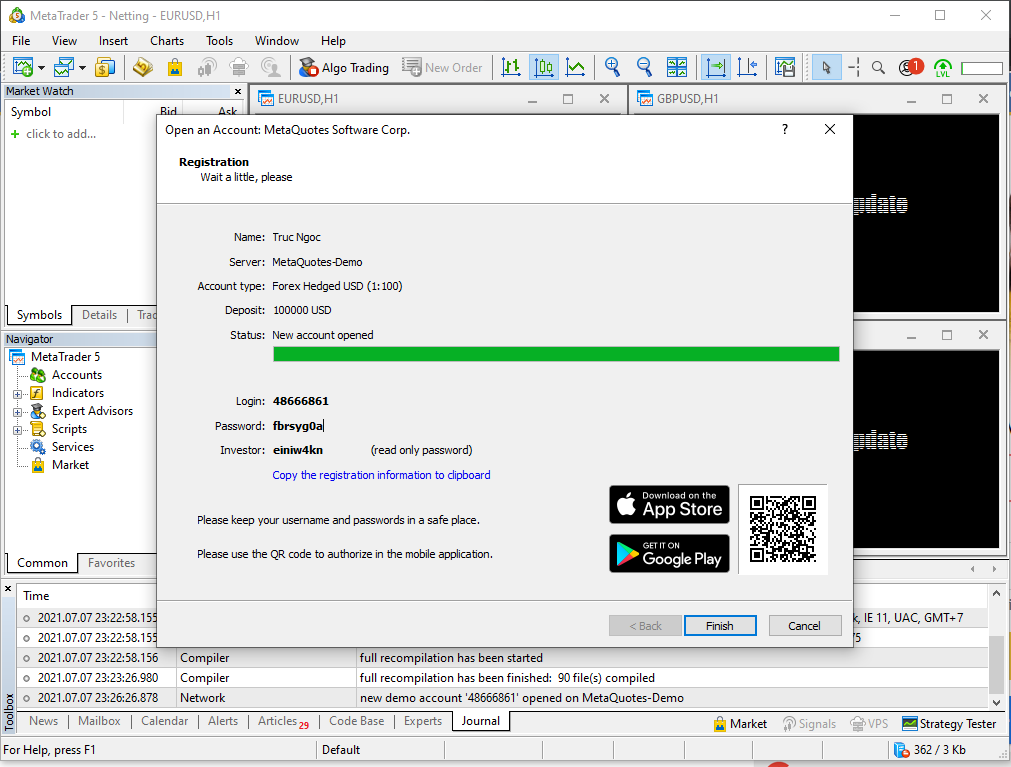 MetaTrader 5 - Netting - EURUSD,H1
File View Insert Charts Tools Window Help
Algo Trading New Order 1 LVL
Market Watch
EURUSD,H1
GBPUSD,H1
Symbol Bid Ask
click to add...
Symbols Details
Open an Account: MetaQuotes Software Corp. ?
Registration
Wait a little, please
Name: Truc Ngoc
Server: MetaQuotes-Demo
Account type: Forex Hedged USD (1:100)
Deposit: 100000 USD
Status: New account opened
Login: 48666861
Password: fbrsyg0a
Investor: einiw4kn (read only password)
Copy the registration information to clipboard
Please keep your username and passwords in a safe place.
Please use the QR code to authorize in the mobile application.
Download on the
App Store
GET IT ON
Google Play
< Back Finish Cancel
Navigator
MetaTrader 5
Accounts
Indicators
Expert Advisors
Scripts
Services
Market
Common Favorites
Toolbox
Time
2021.07.07 23:22:58.155 k, IE 11, UAC, GMT+7
2021.07.07 23:22:58.155
2021.07.07 23:22:58.156 Compiler full recompilation has been started
2021.07.07 23:23:26.980 Compiler full recompilation has been finished: 90 file(s) compiled
2021.07.07 23:26:26.878 Network new demo account '48666861' opened on MetaQuotes-Demo
News Mailbox Calendar Alerts Articles 29 Code Base Experts Journal
Market Signals VPS Strategy Tester
For Help, press F1 Default 362 / 3 Kb